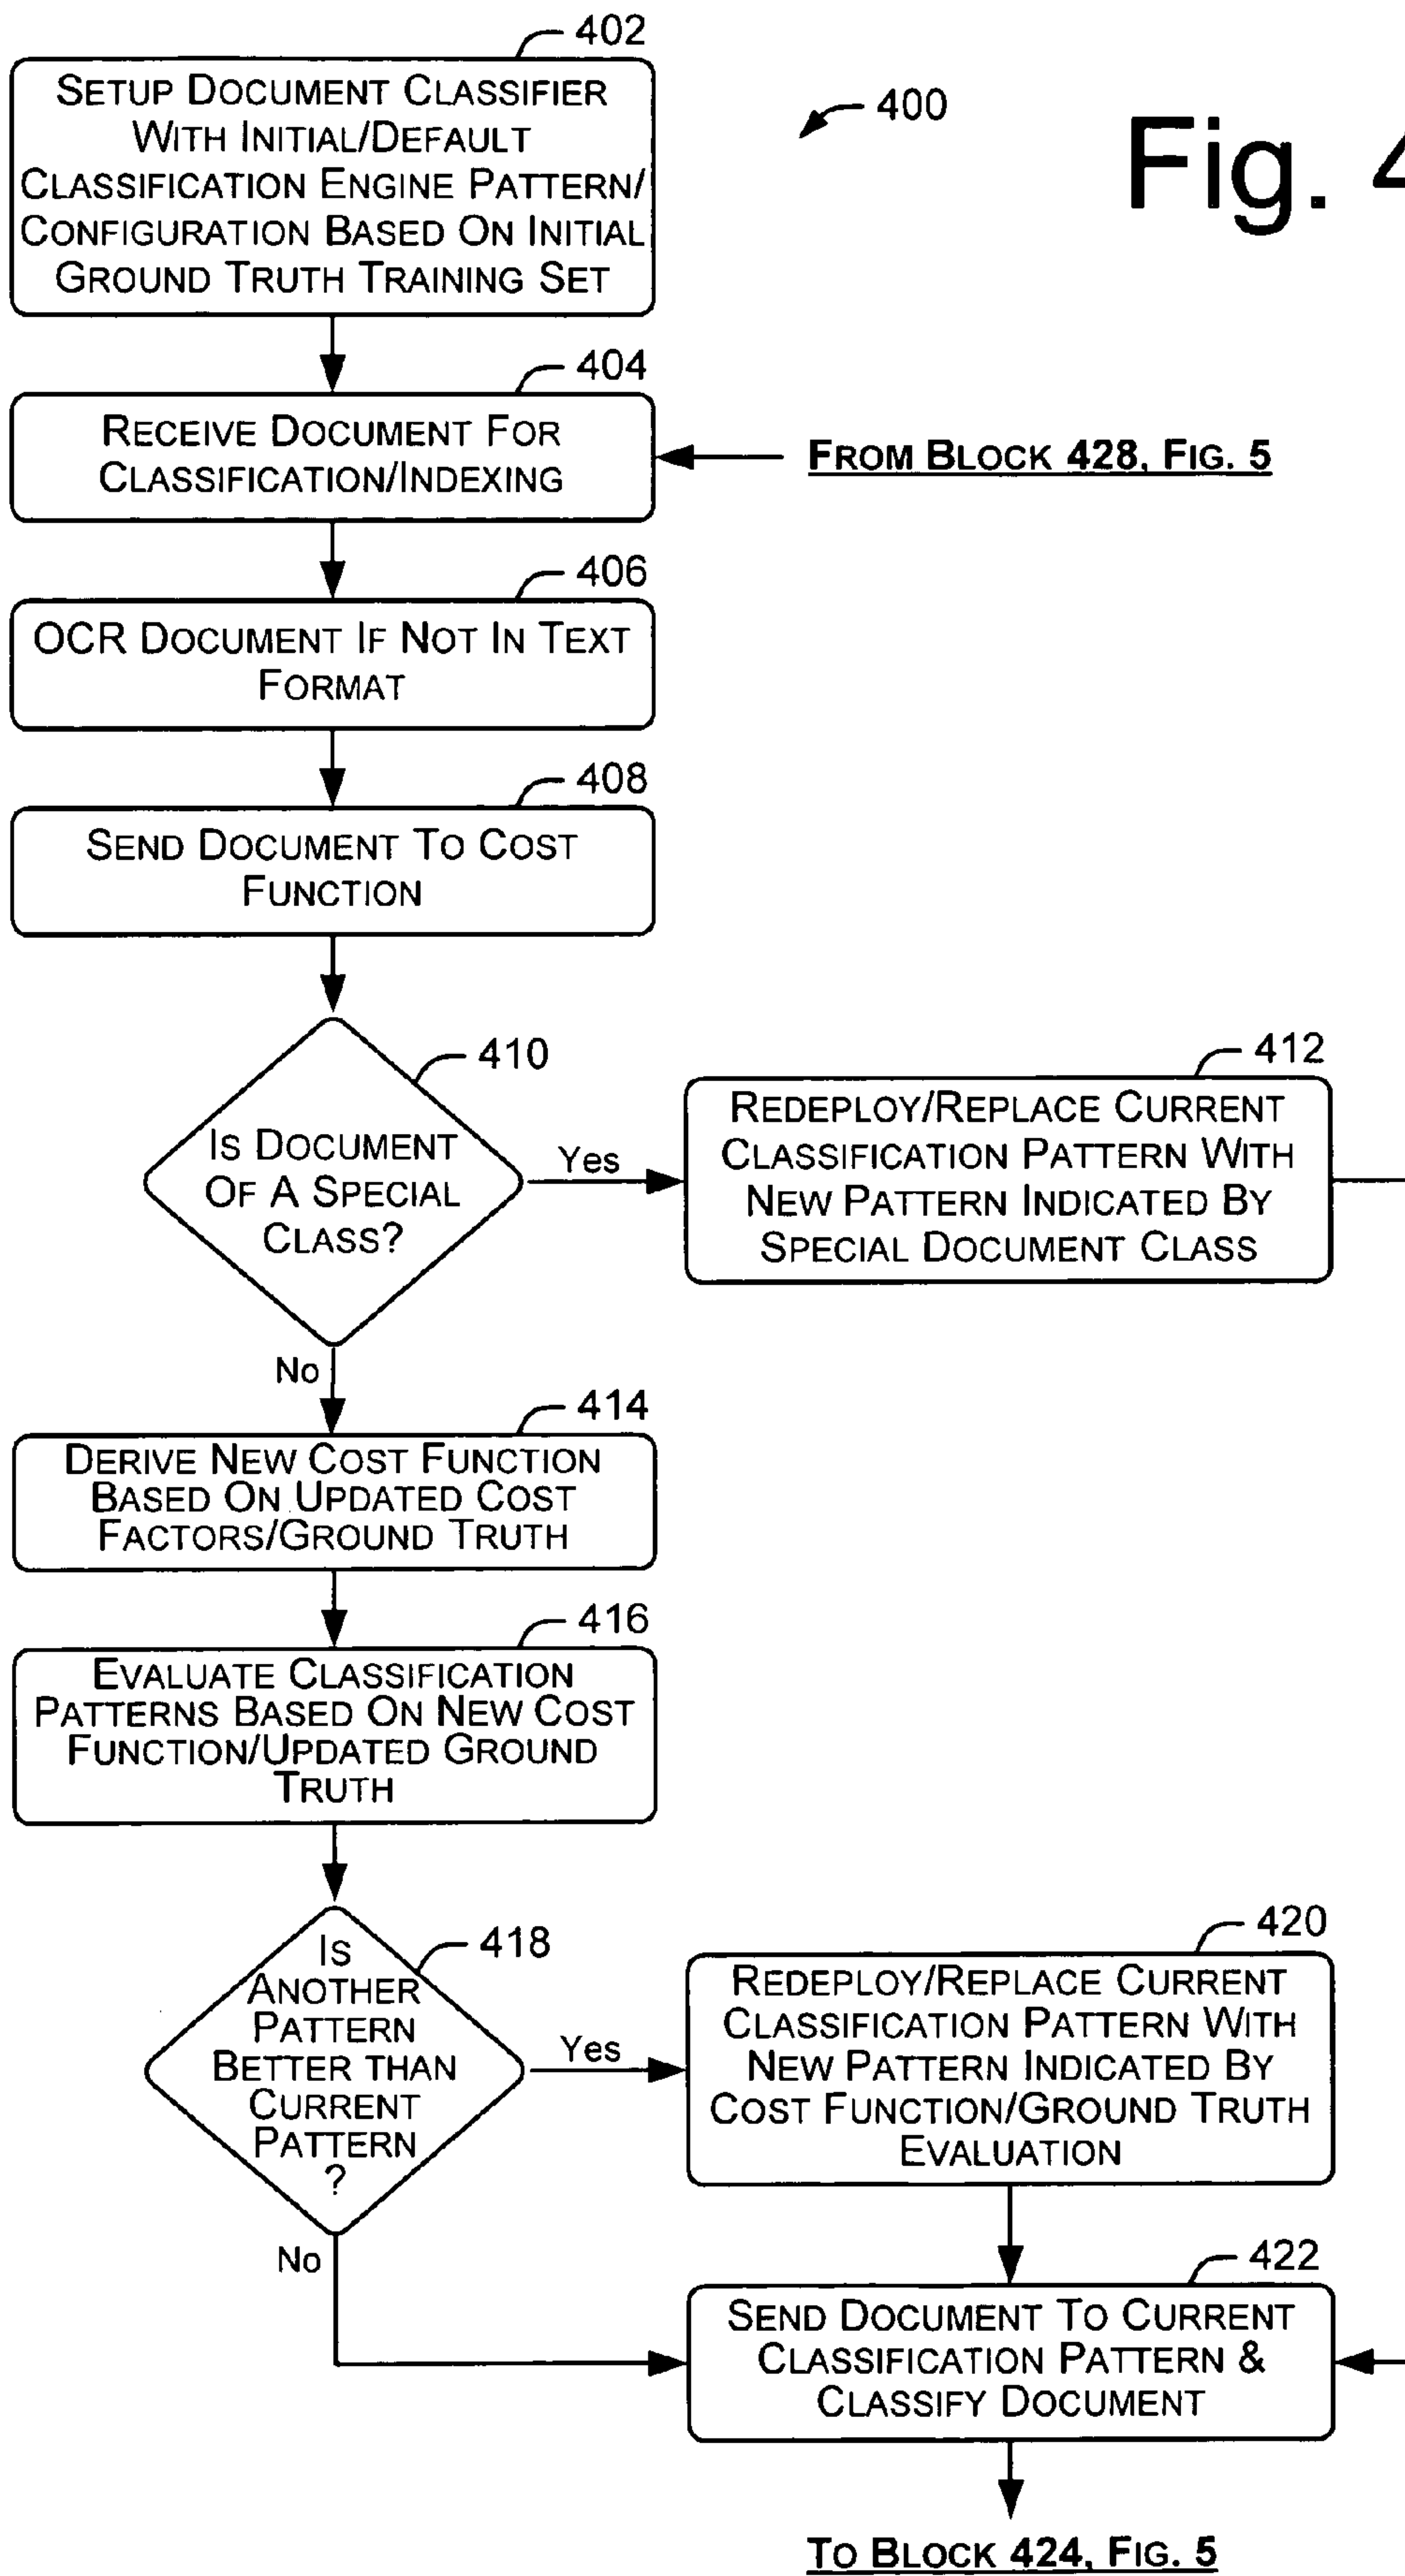 402
SETUP DOCUMENT CLASSIFIER
WITH INITIAL/DEFAULT
CLASSIFICATION ENGINE PATTERN/
CONFIGURATION BASED ON INITIAL
GROUND TRUTH TRAINING SET
400
Fig. 4
404
RECEIVE DOCUMENT FOR
CLASSIFICATION/INDEXING
FROM BLOCK 428, FIG. 5
406
OCR DOCUMENT IF NOT IN TEXT
FORMAT
408
SEND DOCUMENT TO COST
FUNCTION
410
IS DOCUMENT
OF A SPECIAL
CLASS?
Yes
412
REDEPLOY/REPLACE CURRENT
CLASSIFICATION PATTERN WITH
NEW PATTERN INDICATED BY
SPECIAL DOCUMENT CLASS
No
414
DERIVE NEW COST FUNCTION
BASED ON UPDATED COST
FACTORS/GROUND TRUTH
416
EVALUATE CLASSIFICATION
PATTERNS BASED ON NEW COST
FUNCTION/UPDATED GROUND
TRUTH
418
IS
ANOTHER
PATTERN
BETTER THAN
CURRENT
PATTERN
?
Yes
420
REDEPLOY/REPLACE CURRENT
CLASSIFICATION PATTERN WITH
NEW PATTERN INDICATED BY
COST FUNCTION/GROUND TRUTH
EVALUATION
No
422
SEND DOCUMENT TO CURRENT
CLASSIFICATION PATTERN &
CLASSIFY DOCUMENT
TO BLOCK 424, FIG. 5